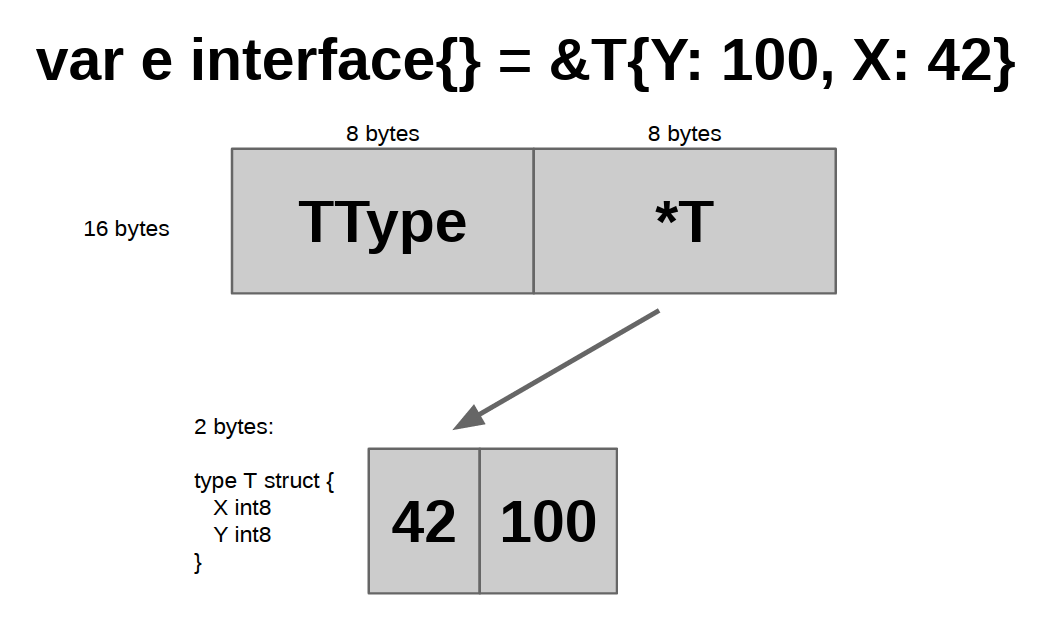 var e interface{} = &T{Y: 100, X: 42}
8 bytes 8 bytes
16 bytes
TType *T
2 bytes:
type T struct {
X int8
Y int8
}
42 100